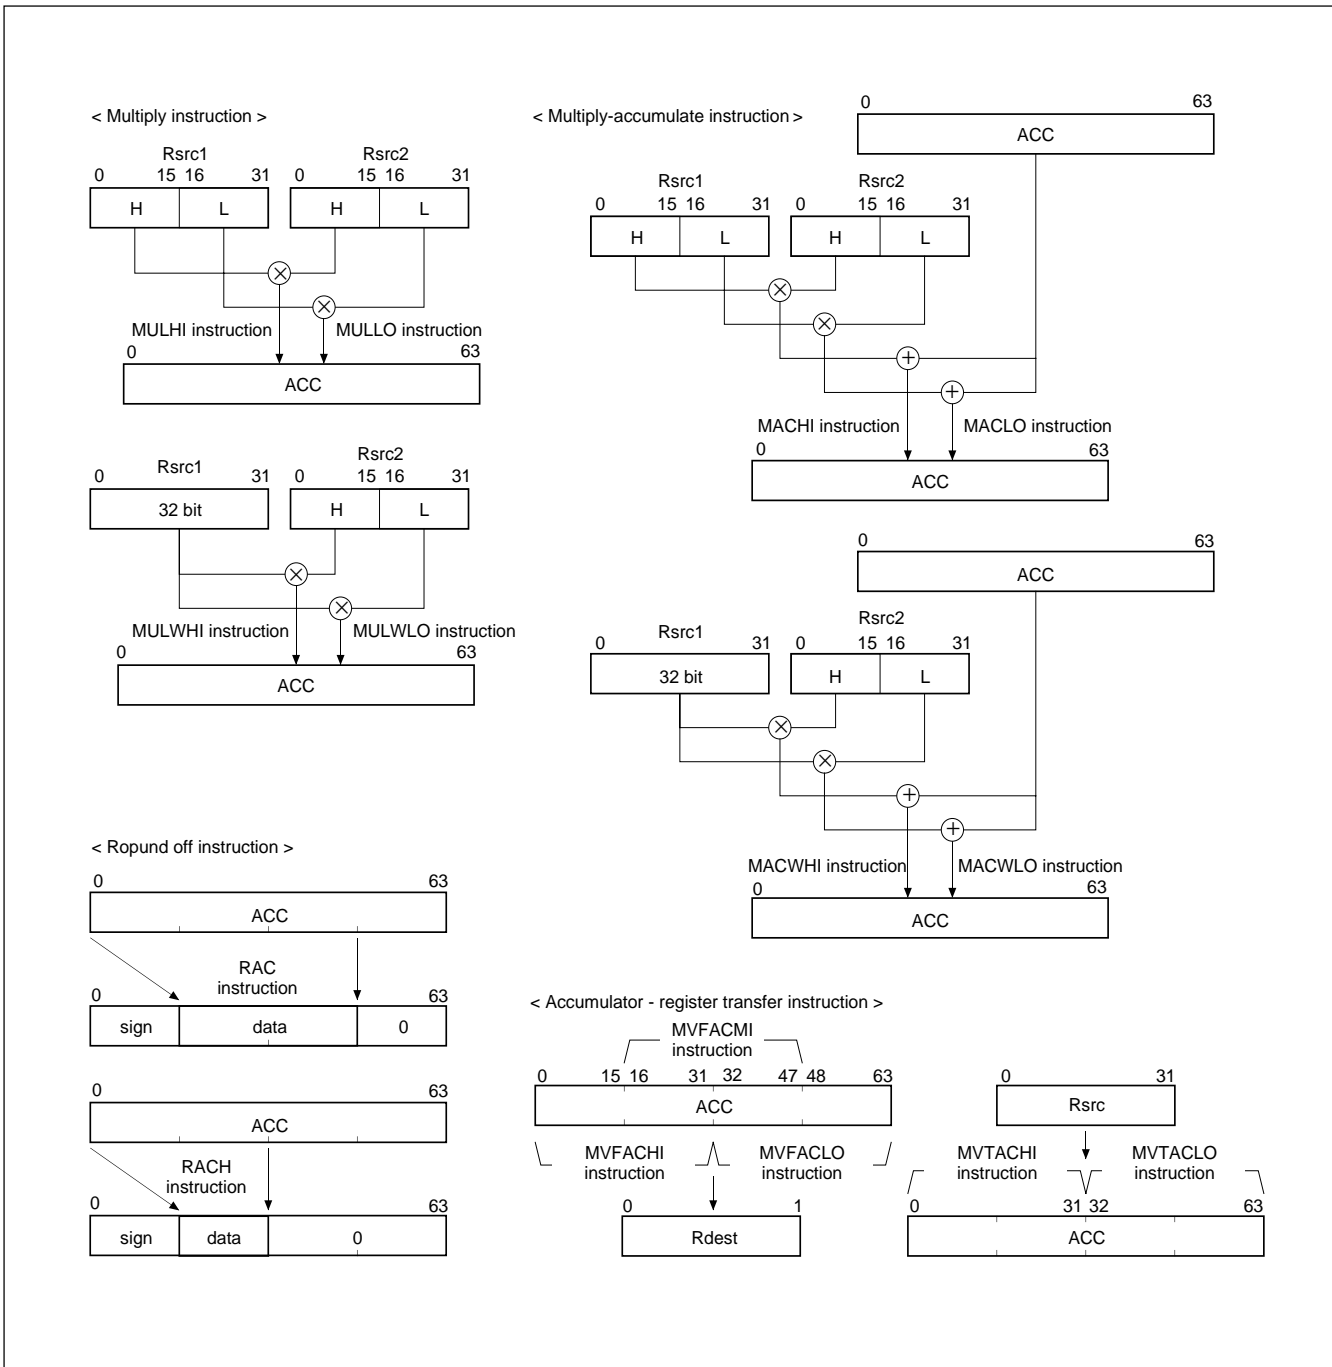 < Multiply instruction >
Rsrc1 Rsrc2
0 15 16 31 0 15 16 31
H L H L
MULHI instruction MULLO instruction
0 63
ACC
Rsrc1 Rsrc2
0 31 0 15 16 31
32 bit H L
MULWHI instruction MULWLO instruction
0 63
ACC
< Multiply-accumulate instruction >
0 63
ACC
Rsrc1 Rsrc2
0 15 16 31 0 15 16 31
H L H L
MACHI instruction MACLO instruction
0 63
ACC
0 63
ACC
Rsrc1 Rsrc2
0 31 0 15 16 31
32 bit H L
MACWHI instruction MACWLO instruction
0 63
ACC
< Ropund off instruction >
0 63
ACC
RAC
instruction
0 63
sign data 0
0 63
ACC
RACH
instruction
0 63
sign data 0
< Accumulator - register transfer instruction >
MVFACMI
instruction
0 15 16 31 32 47 48 63
ACC
MVFACHI MVFACLO
instruction instruction
0 1
Rdest
0 31
Rsrc
MVTACHI MVTACLO
instruction instruction
0 31 32 63
ACC